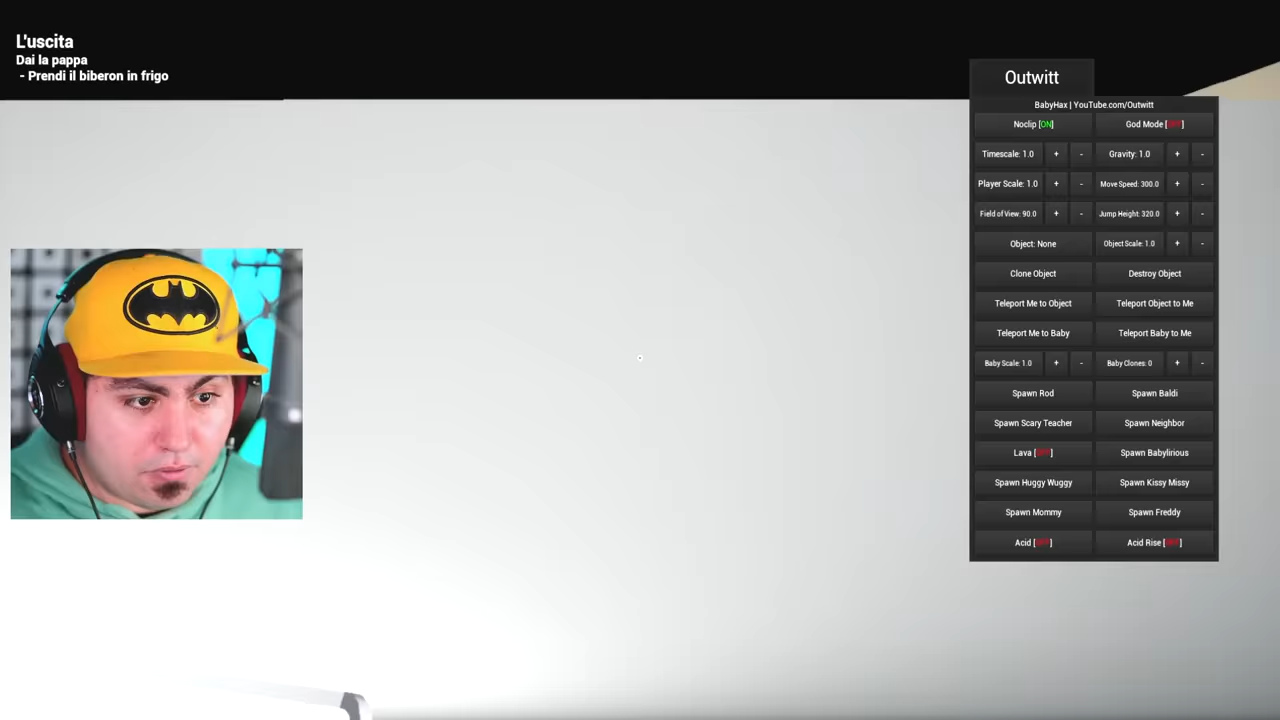 L'uscita
Dai la pappa
- Prendi il biberon in frigo
Outwitt
BabyHax | YouTube.com/Outwitt
Noclip [ON] God Mode [OFF]
Timescale: 1.0 + - Gravity: 1.0 + -
Player Scale: 1.0 + - Move Speed: 300.0 + -
Field of View: 90.0 + - Jump Height: 320.0 + -
Object: None Object Scale: 1.0 + -
Clone Object Destroy Object
Teleport Me to Object Teleport Object to Me
Teleport Me to Baby Teleport Baby to Me
Baby Scale: 1.0 + - Baby Clones: 0 + -
Spawn Rod Spawn Baldi
Spawn Scary Teacher Spawn Neighbor
Lava [OFF] Spawn Babylirious
Spawn Huggy Wuggy Spawn Kissy Missy
Spawn Mommy Spawn Freddy
Acid [OFF] Acid Rise [OFF]